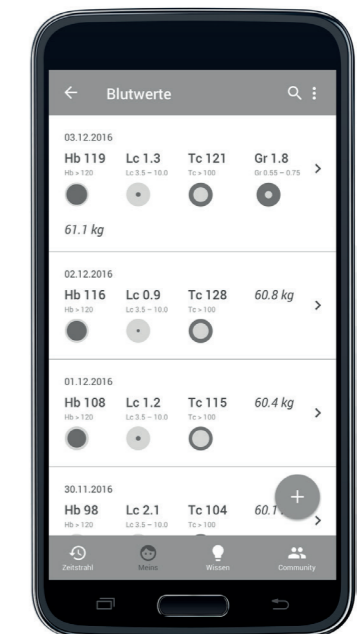 Blutwerte
03.12.2016
Hb 119 Lc 1.3 Tc 121 Gr 1.8
Hb > 120 Lc 3.5 – 10.0 Tc > 100 Gr 0.55 – 0.75
61.1 kg
02.12.2016
Hb 116 Lc 0.9 Tc 128 60.8 kg
Hb > 120 Lc 3.5 – 10.0 Tc > 100
01.12.2016
Hb 108 Lc 1.2 Tc 115 60.4 kg
Hb > 120 Lc 3.5 – 10.0 Tc > 100
30.11.2016
Hb 98 Lc 2.1 Tc 104 60.1
Hb > 120 Lc 3.5 – 10.0 Tc > 100
Zeitstrahl Meins Wissen Community